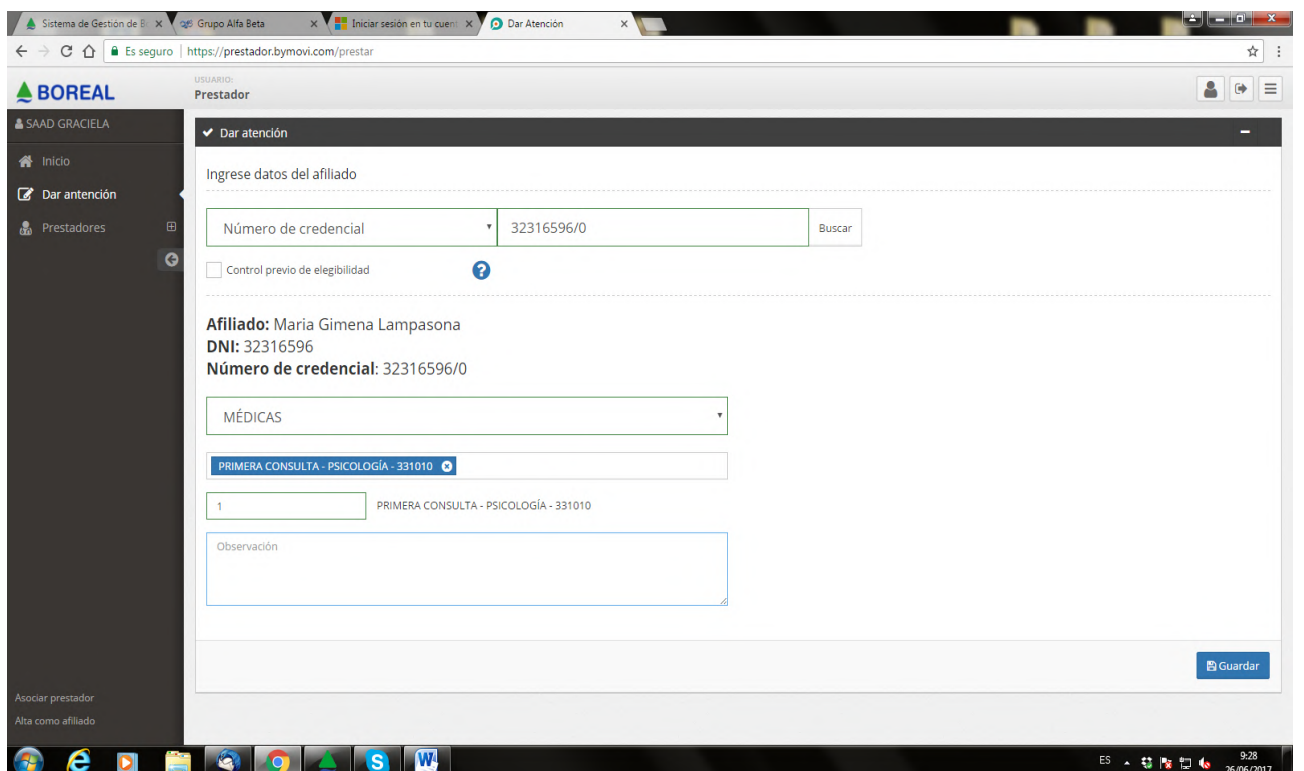 Sistema de Gestión de B
Grupo Alfa Beta
Iniciar sesión en tu cuent
Dar Atención
Es seguro
https://prestador.bymovi.com/prestar
BOREAL
USUARIO:
Prestador
SAAD GRACIELA
Inicio
Dar antención
Prestadores
Dar atención
Ingrese datos del afiliado
Número de credencial
32316596/0
Buscar
Control previo de elegibilidad
Afiliado: Maria Gimena Lampasona
DNI: 32316596
Número de credencial: 32316596/0
MÉDICAS
PRIMERA CONSULTA - PSICOLOGÍA - 331010
1
PRIMERA CONSULTA - PSICOLOGÍA - 331010
Observación
Guardar
Asociar prestador
Alta como afiliado
ES
9:28
26/06/2017